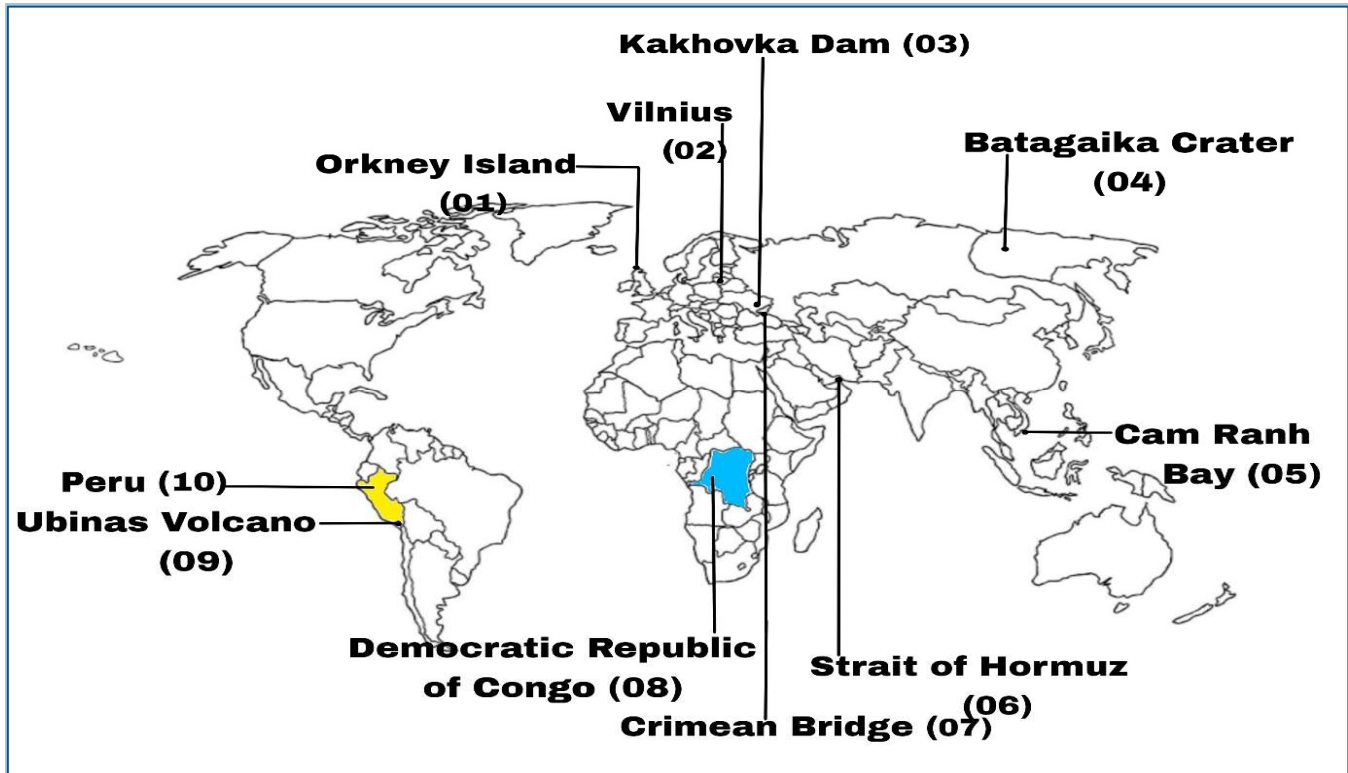 Kakhovka Dam (03)
Vilnius
(02)
Batagaika Crater
(04)
Orkney Island
(01)
Cam Ranh
Bay (05)
Peru (10)
Ubinas Volcano
(09)
Democratic Republic
of Congo (08)
Strait of Hormuz
(06)
Crimean Bridge (07)